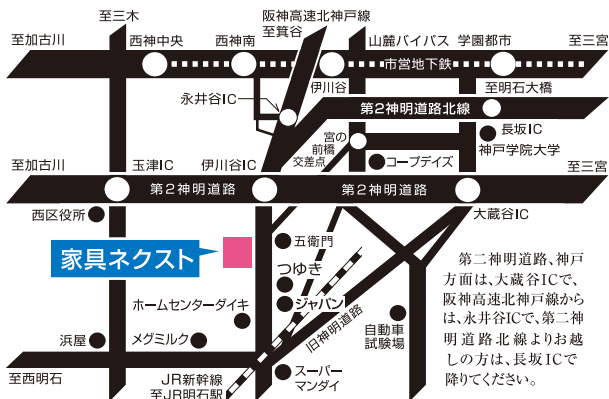 至三木
阪神高速北神戸線
至箕谷
至加古川
西神中央
西神南
山麓バイパス
学園都市
至三宮
市営地下鉄
伊川谷
至明石大橋
永井谷IC
第2神明道路北線
宮の
前橋
交差点
長坂IC
神戸学院大学
コープデイズ
至加古川
玉津IC
伊川谷IC
至三宮
第2神明道路
第2神明道路
西区役所
大蔵谷IC
家具ネクスト
五衛門
つゆき
ジャパン
ホームセンターダイキ
旧神明道路
自動車
試験場
浜屋
メグミルク
至西明石
JR新幹線
至JR明石駅
スーパー
マンダイ
第二神明道路、神戸
方面は、大蔵谷ICで、
阪神高速北神戸線から
は、永井谷ICで、第二神
明道路北線よりお越
しの方は、長坂ICで
降りてください。